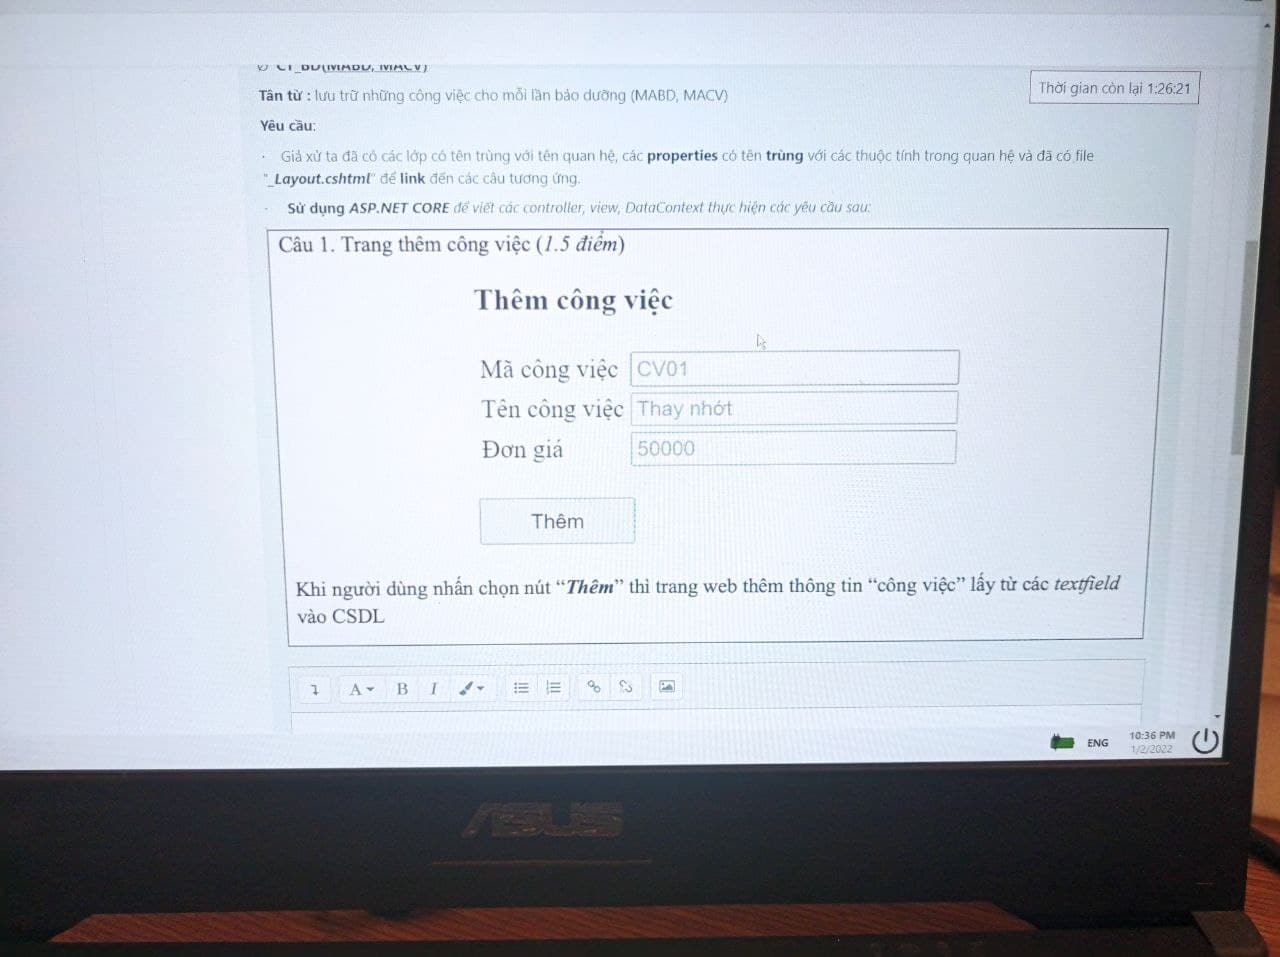 CT_BD(MABD, MACV)
Thời gian còn lại 1:26:21
Tân từ : lưu trữ những công việc cho mỗi lần bảo dưỡng (MABD, MACV)
Yêu cầu:
· Giả xử ta đã có các lớp có tên trùng với tên quan hệ, các properties có tên trùng với các thuộc tính trong quan hệ và đã có file
"_Layout.cshtml" để link đến các câu tương ứng.
· Sử dụng ASP.NET CORE để viết các controller, view, DataContext thực hiện các yêu cầu sau:
Câu 1. Trang thêm công việc (1.5 điểm)
Thêm công việc
Mã công việc CV01
Tên công việc Thay nhớt
Đơn giá 50000
Thêm
Khi người dùng nhấn chọn nút “Thêm” thì trang web thêm thông tin “công việc” lấy từ các textfield
vào CSDL
A B I
ENG 10:36 PM
1/2/2022
ASUS